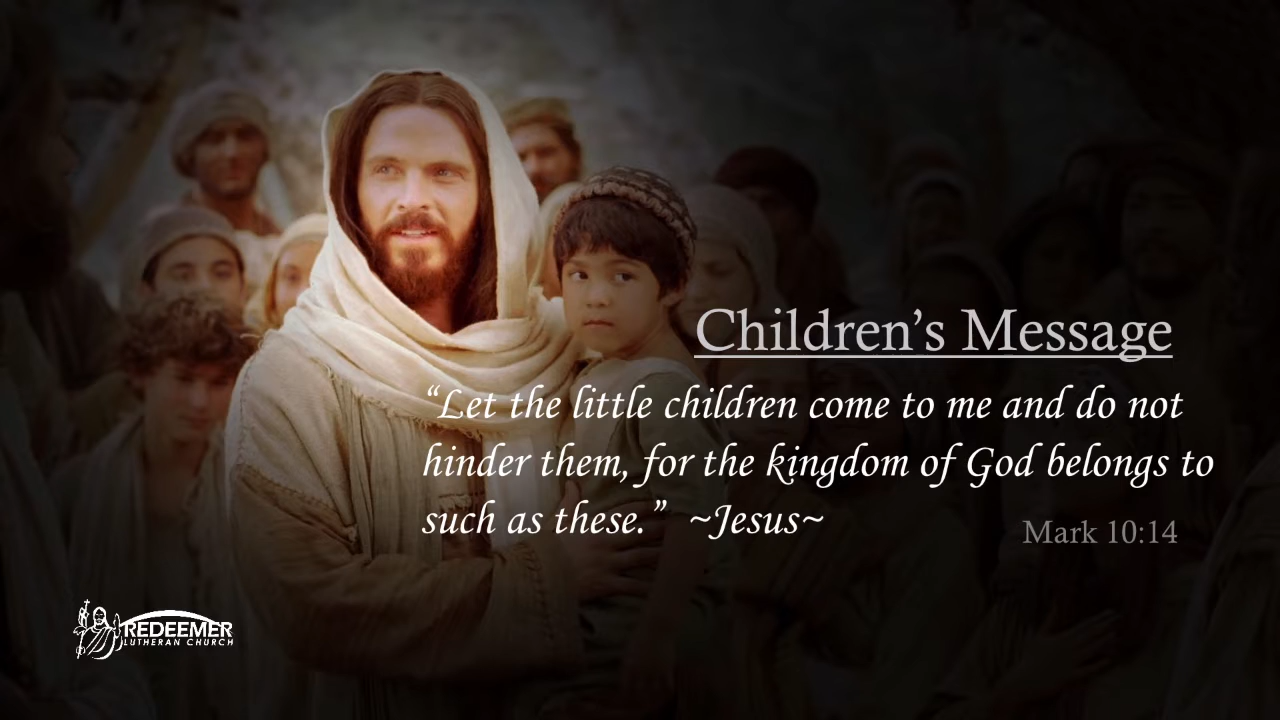 Children’s Message
“Let the little children come to me and do not
hinder them, for the kingdom of God belongs to
such as these.” ~Jesus~
Mark 10:14
REDEEMER
LUTHERAN CHURCH